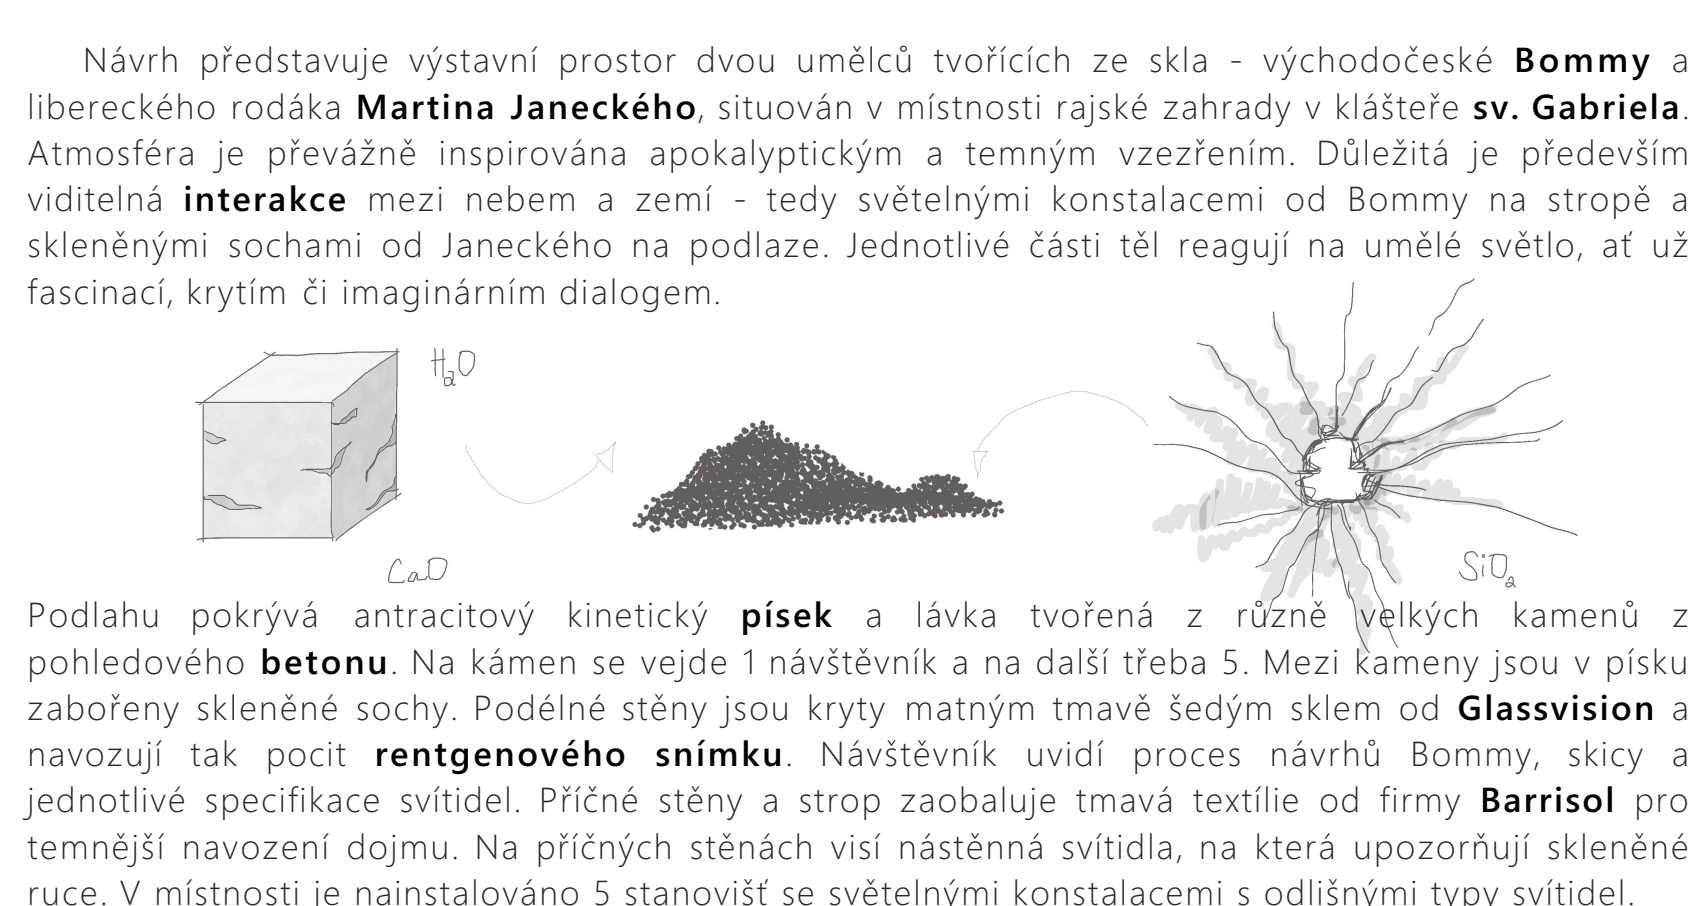 Návrh představuje výstavní prostor dvou umělců tvořících ze skla - východočeské Bommy a
libereckého rodáka Martina Janeckého, situován v místnosti rajské zahrady v klášteře sv. Gabriela.
Atmosféra je převážně inspirována apokalyptickým a temným vzezřením. Důležitá je především
viditelná interakce mezi nebem a zemí - tedy světelnými konstalacemi od Bommy na stropě a
skleněnými sochami od Janeckého na podlaze. Jednotlivé části těl reagují na umělé světlo, ať už
fascinací, krytím či imaginárním dialogem.
H2O
CaO
SiO2
Podlahu pokrývá antracitový kinetický písek a lávka tvořená z různě velkých kamenů z
pohledového betonu. Na kámen se vejde 1 návštěvník a na další třeba 5. Mezi kameny jsou v písku
zabořeny skleněné sochy. Podélné stěny jsou kryty matným tmavě šedým sklem od Glassvision a
navozují tak pocit rentgenového snímku. Návštěvník uvidí proces návrhů Bommy, skicy a
jednotlivé specifikace svítidel. Příčné stěny a strop zaobaluje tmavá textílie od firmy Barrisol pro
temnější navození dojmu. Na příčných stěnách visí nástěnná svítidla, na která upozorňují skleněné
ruce. V místnosti je nainstalováno 5 stanovišť se světelnými konstalacemi s odlišnými typy svítidel.